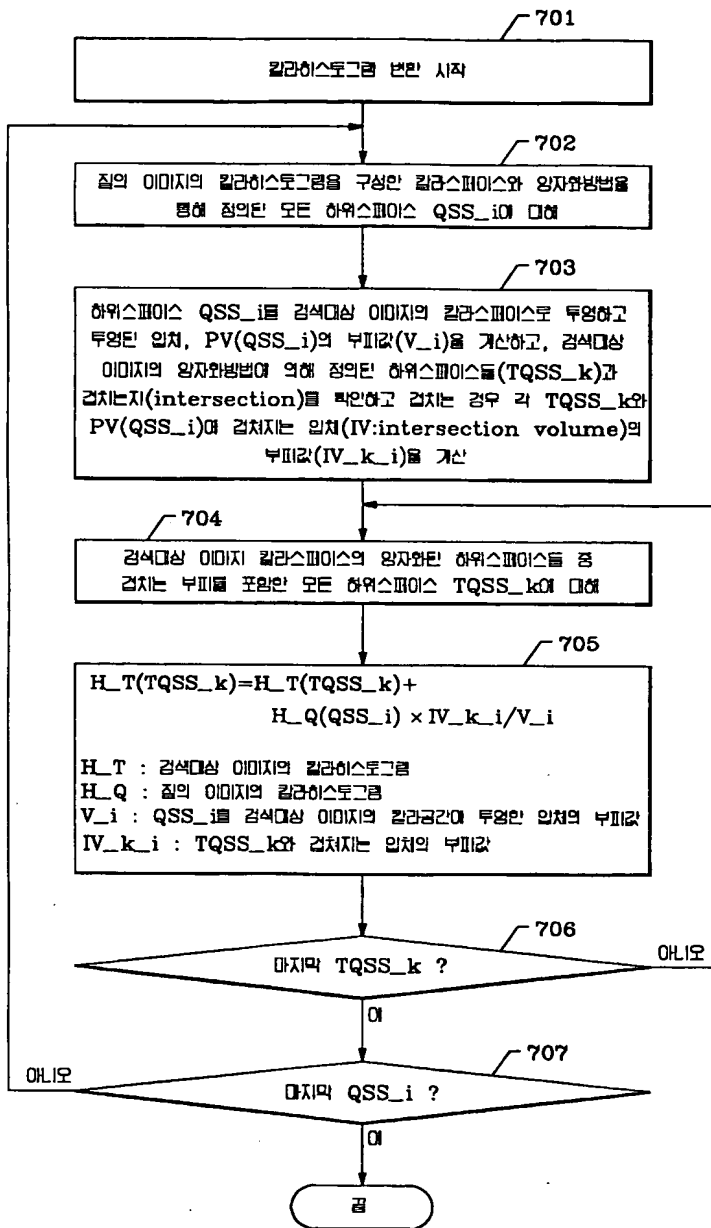 701
칼라히스토그램 변환 시작
702
질의 이미지의 칼라히스토그램을 구성한 칼라스페이스와 양자화방법을
통해 정의된 모든 하위스페이스 QSS_i에 대해
703
하위스페이스 QSS_i를 검색대상 이미지의 칼라스페이스로 투영하고
투영된 입체, PV(QSS_i)의 부피값(V_i)을 계산하고, 검색대상
이미지의 양자화방법에 의해 정의된 하위스페이스들(TQSS_k)과
겹치는지(intersection)를 확인하고 겹치는 경우 각 TQSS_k와
PV(QSS_i)에 겹쳐지는 입체(IV:intersection volume)의
부피값(IV_k_i)을 계산
704
검색대상 이미지 칼라스페이스의 양자화된 하위스페이스들 중
겹치는 부피를 포함한 모든 하위스페이스 TQSS_k에 대해
705
H_T(TQSS_k)=H_T(TQSS_k)+
H_Q(QSS_i) × IV_k_i/V_i
H_T : 검색대상 이미지의 칼라히스토그램
H_Q : 질의 이미지의 칼라히스토그램
V_i : QSS_i를 검색대상 이미지의 칼라공간에 투영한 입체의 부피값
IV_k_i : TQSS_k와 겹쳐지는 입체의 부피값
706
마지막 TQSS_k ?
아니오
예
707
아니오
마지막 QSS_i ?
예
끝